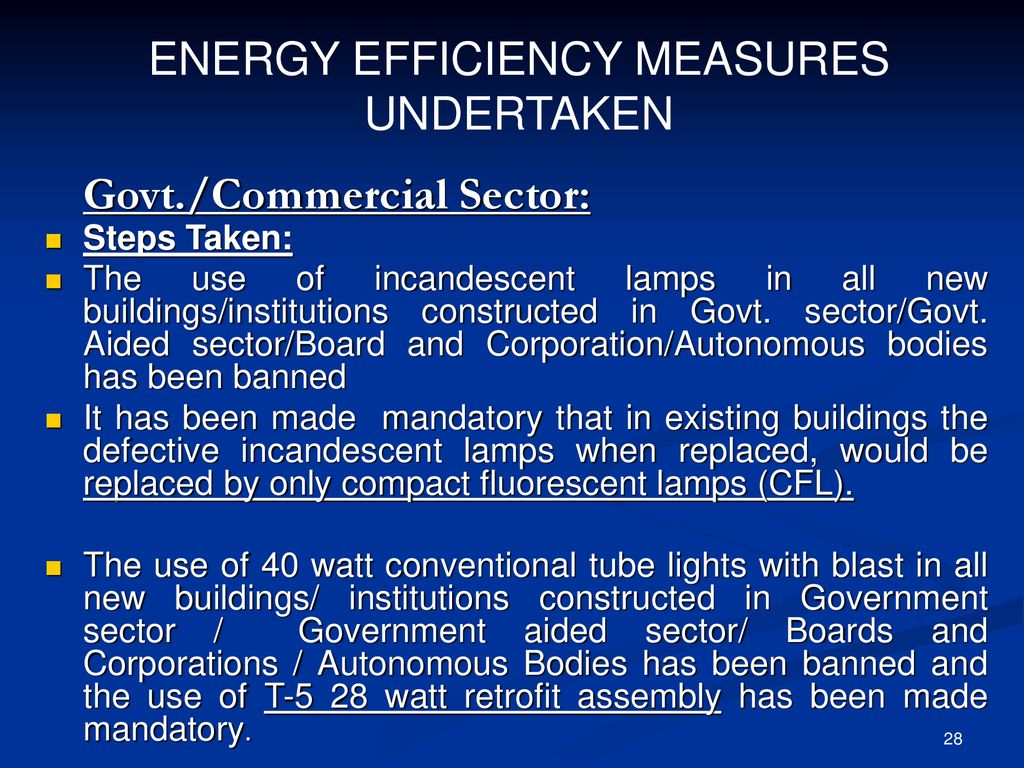 ENERGY EFFICIENCY MEASURES
UNDERTAKEN
Govt./Commercial Sector:
Steps Taken:
The use of incandescent lamps in all new
buildings/institutions constructed in Govt. sector/Govt.
Aided sector/Board and Corporation/Autonomous bodies
has been banned
It has been made mandatory that in existing buildings the
defective incandescent lamps when replaced, would be
replaced by only compact fluorescent lamps (CFL).
The use of 40 watt conventional tube lights with blast in all
new buildings/ institutions constructed in Government
sector / Government aided sector/ Boards and
Corporations / Autonomous Bodies has been banned and
the use of T-5 28 watt retrofit assembly has been made
mandatory.
28